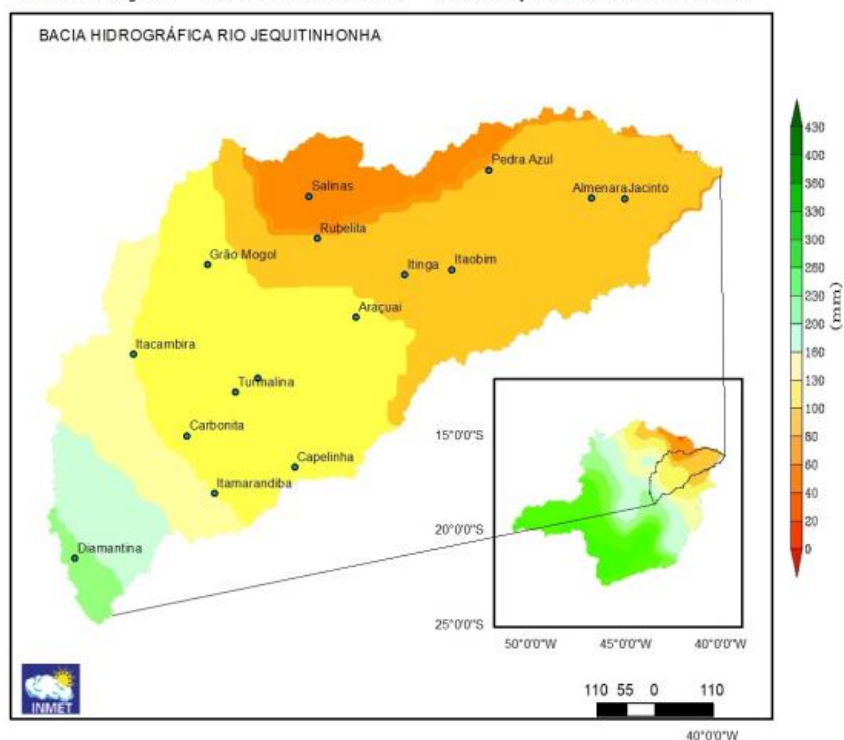 BACIA HIDROGRÁFICA RIO JEQUITINHONHA
Pedra Azul
Salinas
Almenara Jacinto
Rubelita
Grão Mogol
Itinga
Itaobim
Araçuai
Itacambira
Turmalina
Carbonita
Capelinha
Itamarandiba
Diamantina
430
400
360
330
300
260
230
200
160
130
100
80
60
40
20
0
(mm)
15°0'0"S
20°0'0"S
25°0'0"S
50°0'0"W 45°0'0"W 40°0'0"W
INMET
110 55 0 110
40°0'0"W